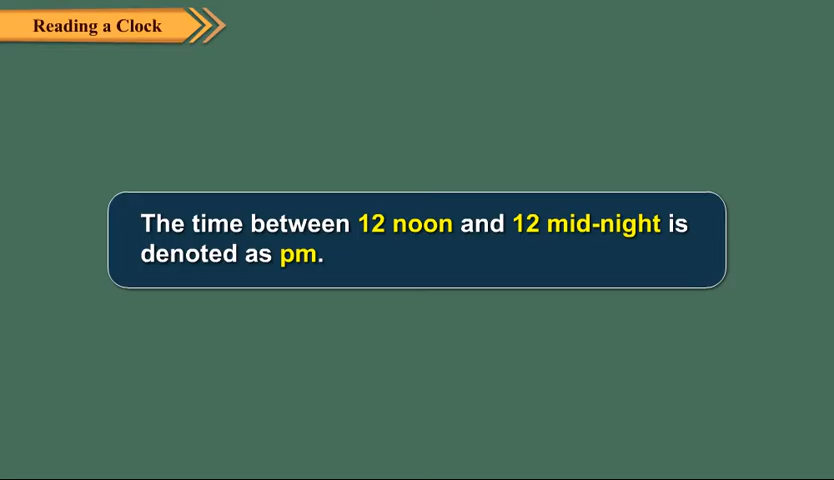 Reading a Clock
The time between 12 noon and 12 mid-night is
denoted as pm.